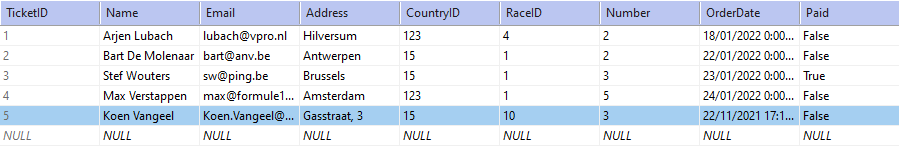 TicketID Name Email Address CountryID RaceID Number OrderDate Paid
1 Arjen Lubach lubach@vpro.nl Hilversum 123 4 2 18/01/2022 0:00... False
2 Bart De Molenaar bart@anv.be Antwerpen 15 1 2 22/01/2022 0:00... False
3 Stef Wouters sw@ping.be Brussels 15 1 3 23/01/2022 0:00... True
4 Max Verstappen max@formule1... Amsterdam 123 1 5 24/01/2022 0:00... False
5 Koen Vangeel Koen.Vangeel@... Gasstraat, 3 15 10 3 22/11/2021 17:1... False
NULL NULL NULL NULL NULL NULL NULL NULL NULL